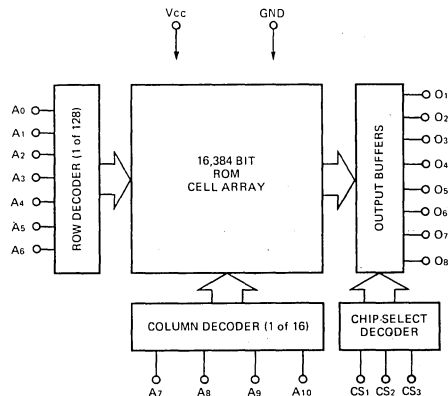 Vcc
GND
A0
A1
A2
A3
A4
A5
A6
ROW DECODER (1 of 128)
16,384 BIT
ROM
CELL ARRAY
OUTPUT BUFFERS
O1
O2
O3
O4
O5
O6
O7
O8
COLUMN DECODER (1 of 16)
CHIP-SELECT
DECODER
A7
A8
A9
A10
CS1
CS2
CS3